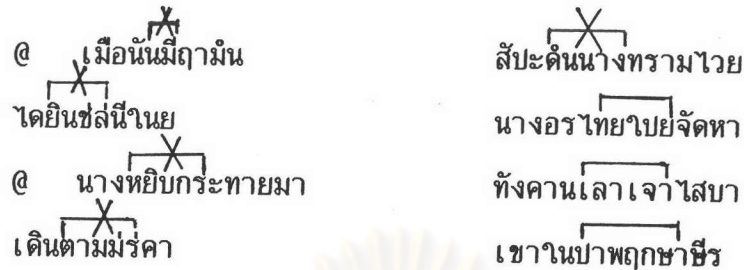 ๏ เมือนันมีฤามึน สัปะดึนนางทรามไวย
ไดยินช่ล่นีในย นางอรไทยใบย่จัดหา
๏ นางหยิบกระทายมา ทังคานเลาเจาไสบา
เดินตามม่ร่คา เขาในปาพฤกษาษีร